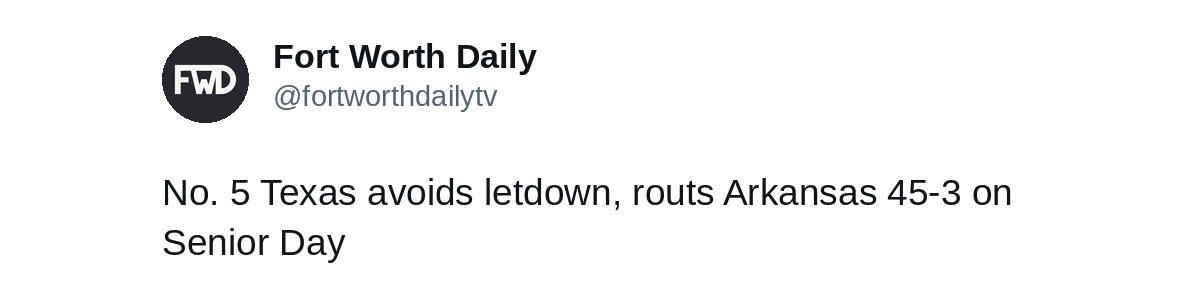 FWD
Fort Worth Daily
@fortworthdailytv
No. 5 Texas avoids letdown, routs Arkansas 45-3 on
Senior Day